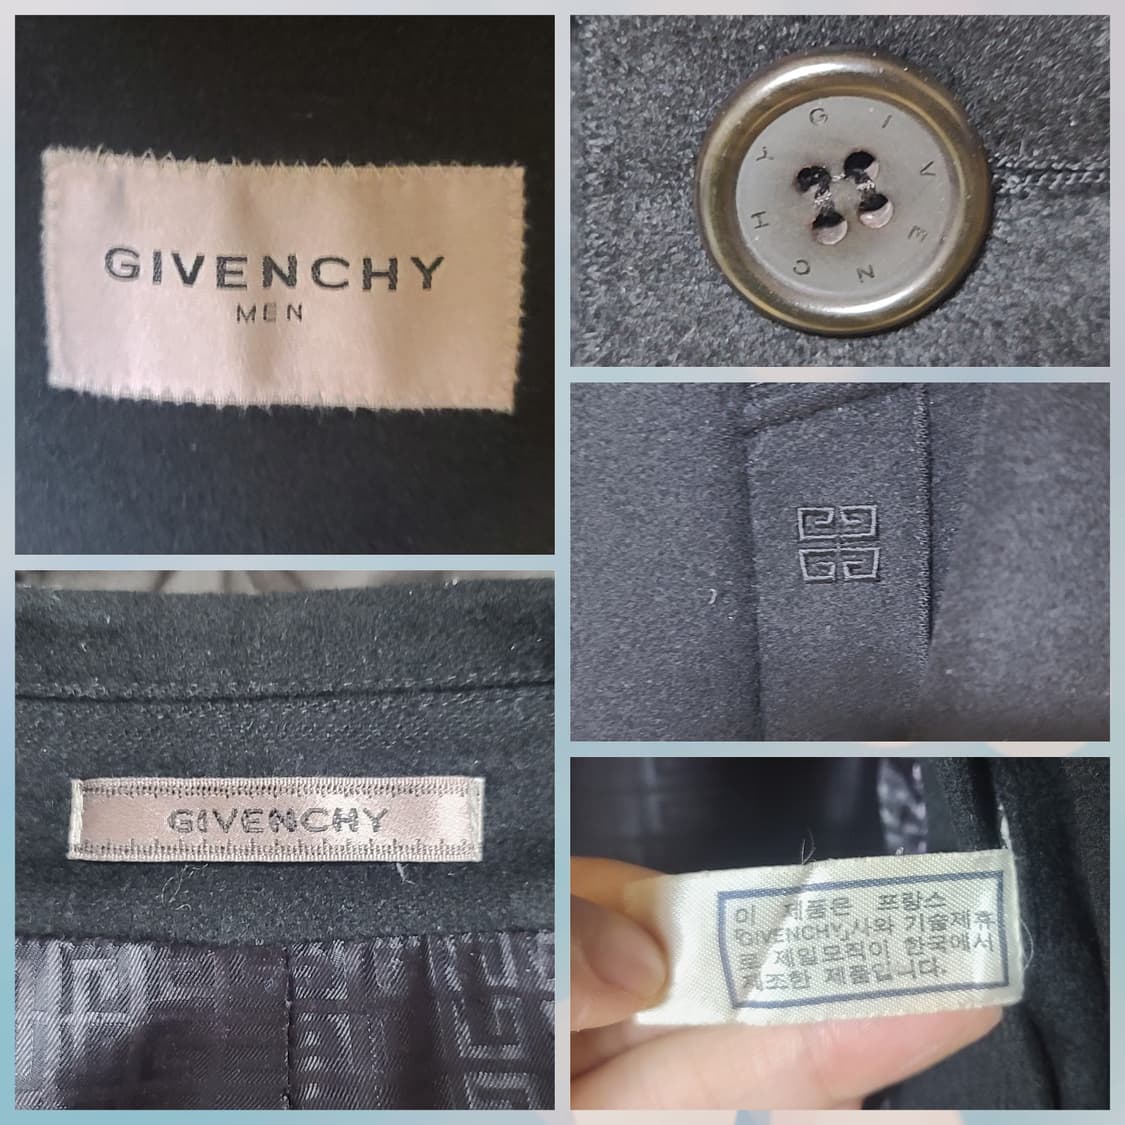 GIVENCHY
MEN
GIVENCHY
GIVENCHY
이 제품은 프랑스
"GIVENCHY"사와 기술제휴
로 제일모직이 한국에서
제조한 제품입니다.